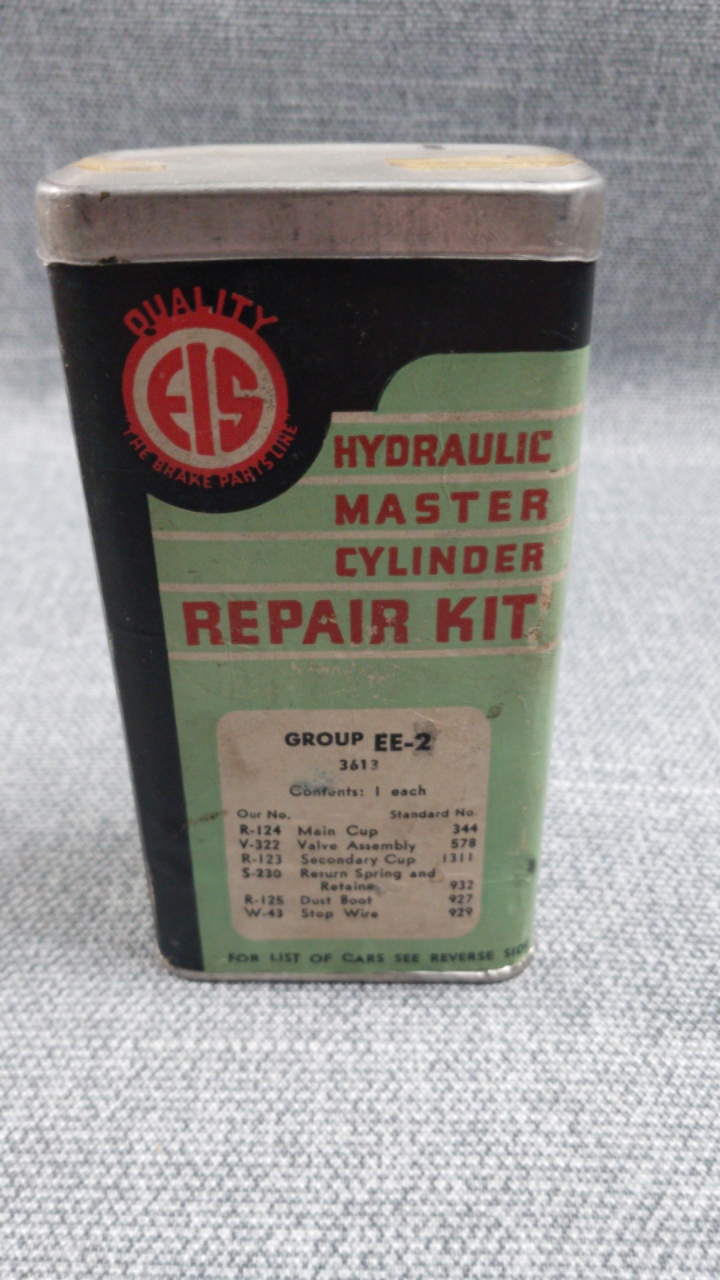 QUALITY
EIS
THE BRAKE PARTS LINE
HYDRAULIC
MASTER
CYLINDER
REPAIR KIT
GROUP EE-2
3613
Contents: 1 each
Our No. Standard No.
R-124 Main Cup 344
V-322 Valve Assembly 578
R-123 Secondary Cup 1311
S-230 Return Spring and
Retainer 932
R-125 Dust Boot 927
W-43 Stop Wire 929
FOR LIST OF CARS SEE REVERSE SIDE